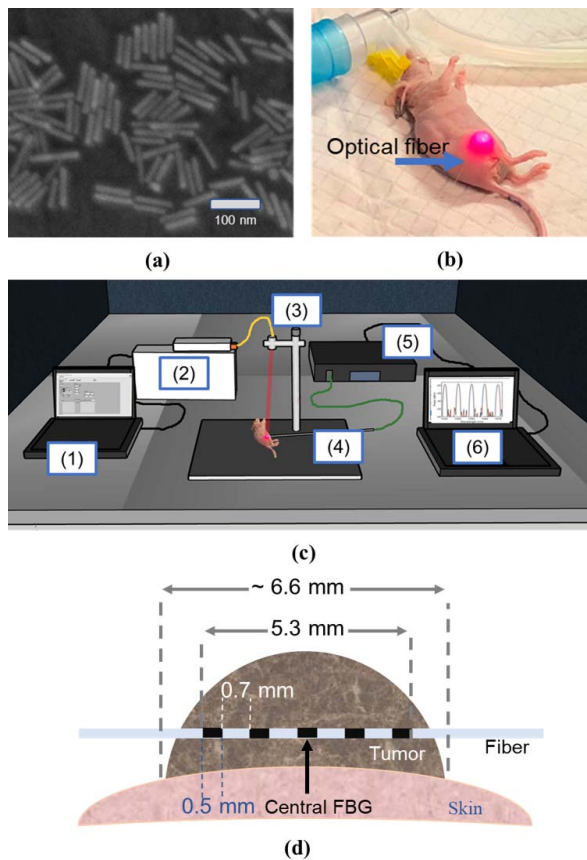 100 nm
(a)
Optical fiber
(b)
(1)
(2)
(3)
(4)
(5)
(6)
(c)
~ 6.6 mm
5.3 mm
0.7 mm
Tumor
Fiber
0.5 mm
Central FBG
Skin
(d)